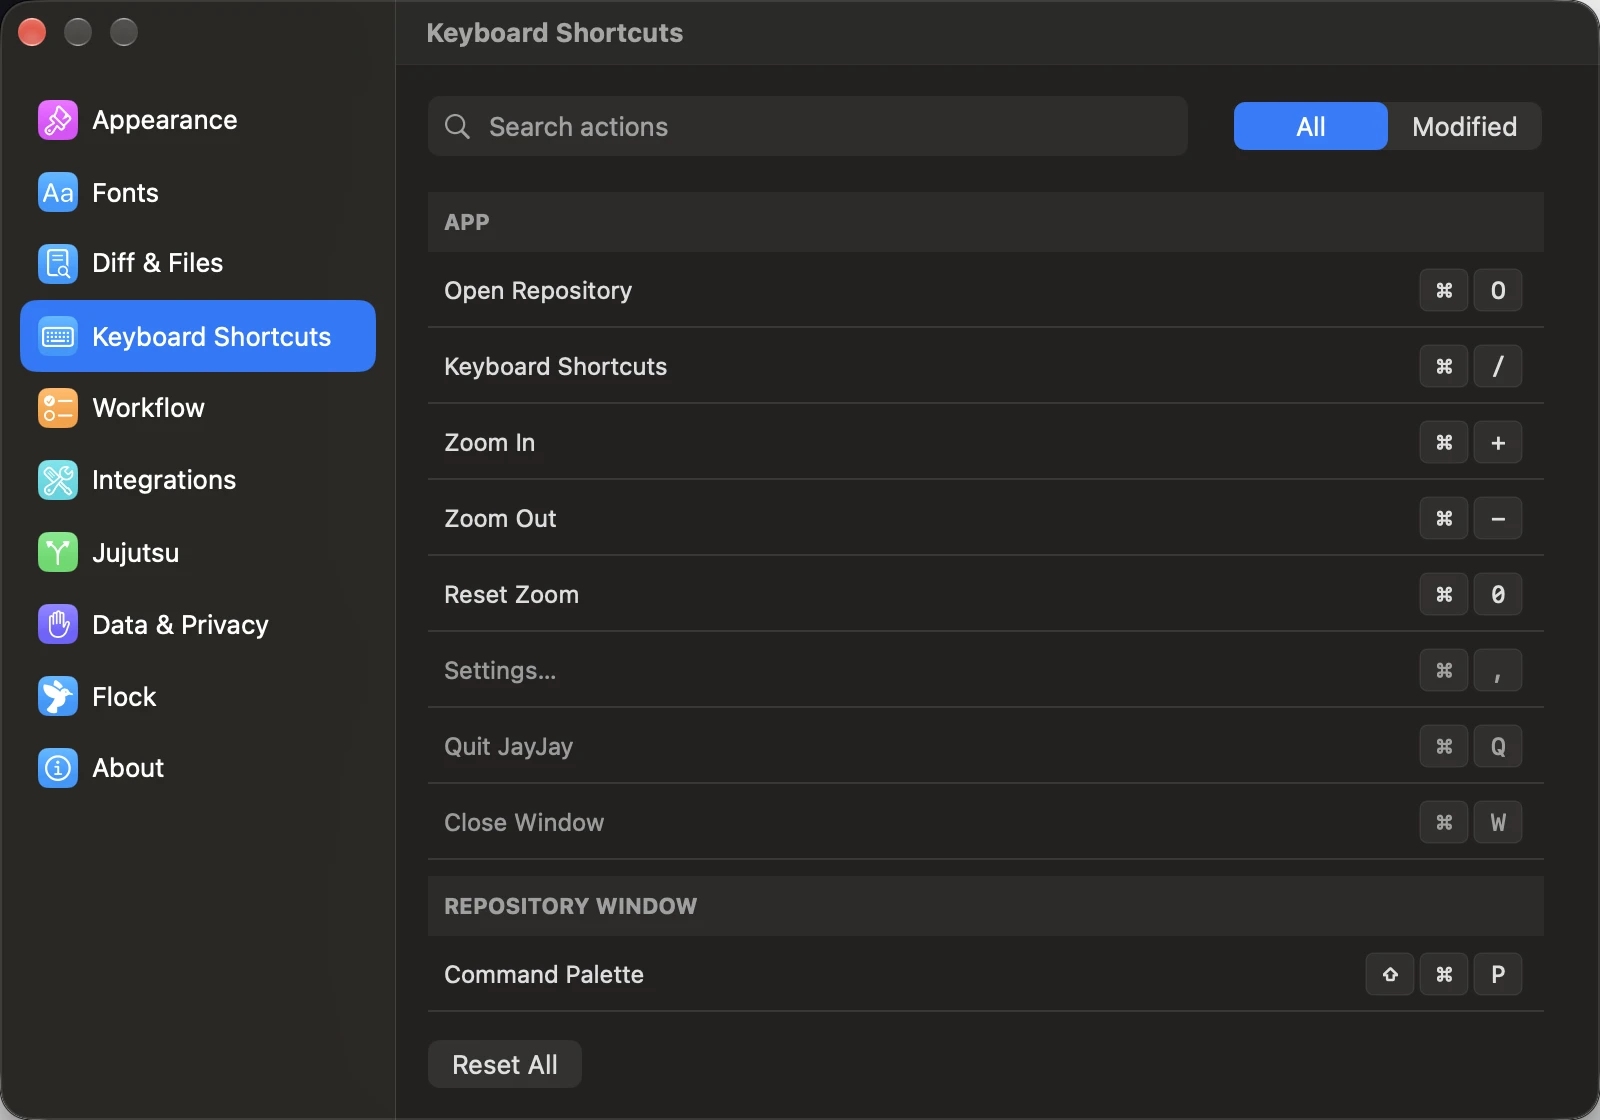 Keyboard Shortcuts
Appearance
Aa Fonts
Diff & Files
Keyboard Shortcuts
Workflow
Integrations
Jujutsu
Data & Privacy
Flock
About
Search actions
All Modified
APP
Open Repository ⌘ O
Keyboard Shortcuts ⌘ /
Zoom In ⌘ +
Zoom Out ⌘ −
Reset Zoom ⌘ 0
Settings... ⌘ ,
Quit JayJay ⌘ Q
Close Window ⌘ W
REPOSITORY WINDOW
Command Palette ⇧ ⌘ P
Reset All